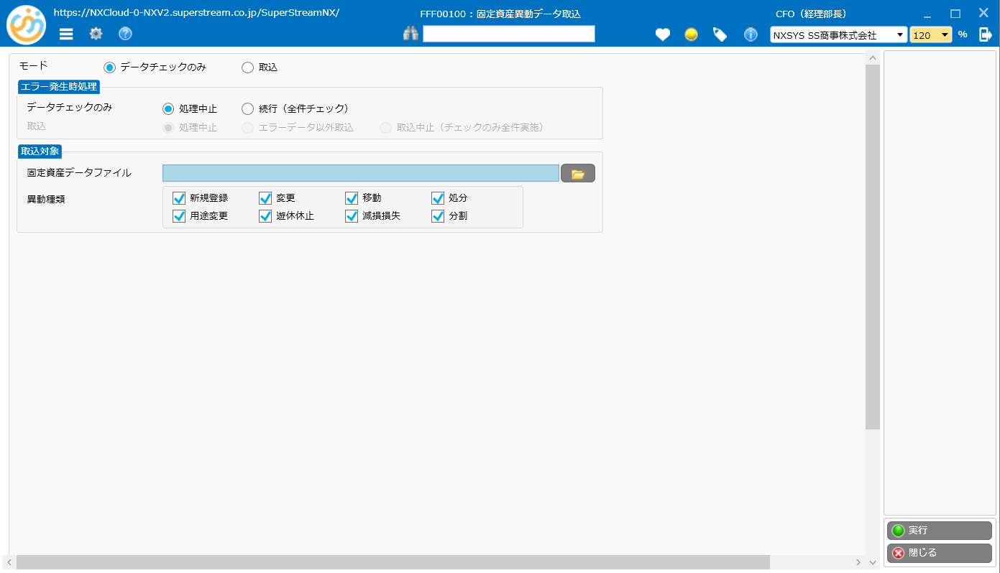 https://NXCloud-0-NXV2.superstream.co.jp/SuperStreamNX/
FFF00100：固定資産異動データ取込
CFO（経理部長）
NXSYS SS商事株式会社
120
%
モード
データチェックのみ 取込
エラー発生時処理
データチェックのみ 処理中止 続行（全件チェック）
取込 処理中止 エラーデータ以外取込 取込中止（チェックのみ全件実施）
取込対象
固定資産データファイル
異動種類 新規登録 変更 移動 処分
用途変更 遊休休止 減損損失 分割
実行
閉じる